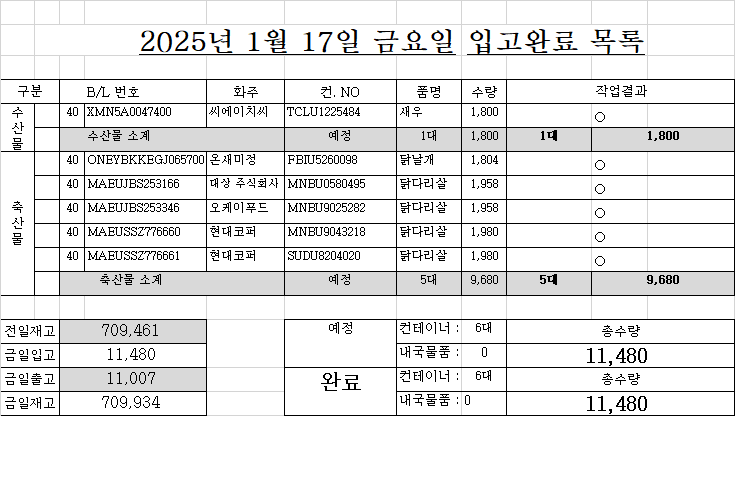 2025년 1월 17일 금요일 입고완료 목록
구분 B/L 번호 화주 컨. NO 품명 수량 작업결과
수산물 40 XMN5A0047400 씨에이치씨 TCLU1225484 새우 1,800 ○
수산물 소계 예정 1대 1,800 1대 1,800
축산물 40 ONEYBKKEGJ065700 온새미정 FBIU5260098 닭날개 1,804 ○
40 MAEUJBS253166 대상 주식회사 MNBU0580495 닭다리살 1,958 ○
40 MAEUJBS253346 오케이푸드 MNBU9025282 닭다리살 1,958 ○
40 MAEUSSZ776660 현대코퍼 MNBU9043218 닭다리살 1,980 ○
40 MAEUSSZ776661 현대코퍼 SUDU8204020 닭다리살 1,980 ○
축산물 소계 예정 5대 9,680 5대 9,680
전일재고 709,461 예정 컨테이너 : 6대 총수량
금일입고 11,480 내국물품 : 0 11,480
금일출고 11,007 완료 컨테이너 : 6대 총수량
금일재고 709,934 내국물품 : 0 11,480